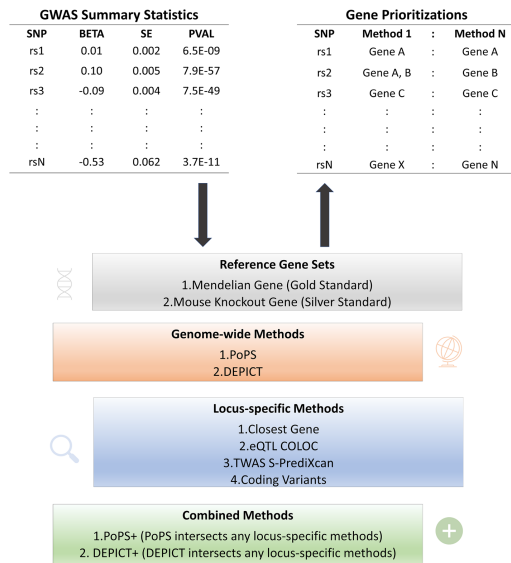 GWAS Summary Statistics
SNP BETA SE PVAL
rs1 0.01 0.002 6.5E-09
rs2 0.10 0.005 7.9E-57
rs3 -0.09 0.004 7.5E-49
: : : :
: : : :
: : : :
rsN -0.53 0.062 3.7E-11
Gene Prioritizations
SNP Method 1 : Method N
rs1 Gene A : Gene A
rs2 Gene A, B : Gene B
rs3 Gene C : Gene C
: : : :
: : : :
: : : :
rsN Gene X : Gene N
Reference Gene Sets
1.Mendelian Gene (Gold Standard)
2.Mouse Knockout Gene (Silver Standard)
Genome-wide Methods
1.PoPS
2.DEPICT
Locus-specific Methods
1.Closest Gene
2.eQTL COLOC
3.TWAS S-PrediXcan
4.Coding Variants
Combined Methods
1.PoPS+ (PoPS intersects any locus-specific methods)
2. DEPICT+ (DEPICT intersects any locus-specific methods)